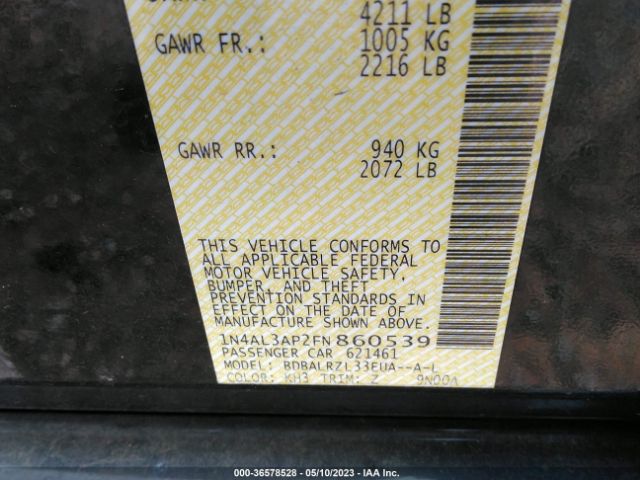 4211 LB
GAWR FR.: 1005 KG
2216 LB
GAWR RR.: 940 KG
2072 LB
THIS VEHICLE CONFORMS TO
ALL APPLICABLE FEDERAL
MOTOR VEHICLE SAFETY,
BUMPER, AND THEFT
PREVENTION STANDARDS IN
EFFECT ON THE DATE OF
MANUFACTURE SHOWN ABOVE.
1N4AL3AP2FN860539
PASSENGER CAR 621461
MODEL: BDBALRZL33EUA--A-L
COLOR: KH3 TRIM: Z 9N00A
000-36578528 - 05/10/2023 - IAA Inc.